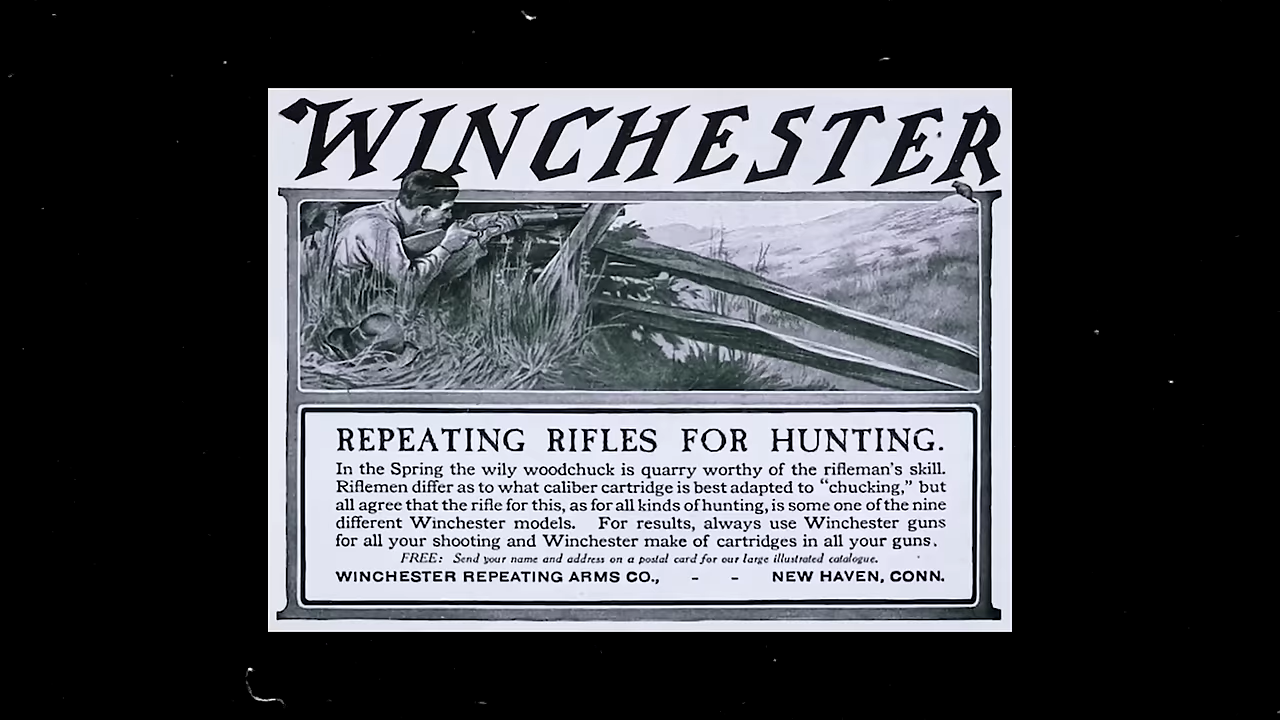 WINCHESTER
REPEATING RIFLES FOR HUNTING.
In the Spring the wily woodchuck is quarry worthy of the rifleman's skill.
Riflemen differ as to what caliber cartridge is best adapted to “chucking,” but
all agree that the rifle for this, as for all kinds of hunting, is some one of the nine
different Winchester models. For results, always use Winchester guns
for all your shooting and Winchester make of cartridges in all your guns.
FREE: Send your name and address on a postal card for our large illustrated catalogue.
WINCHESTER REPEATING ARMS CO., - - NEW HAVEN, CONN.